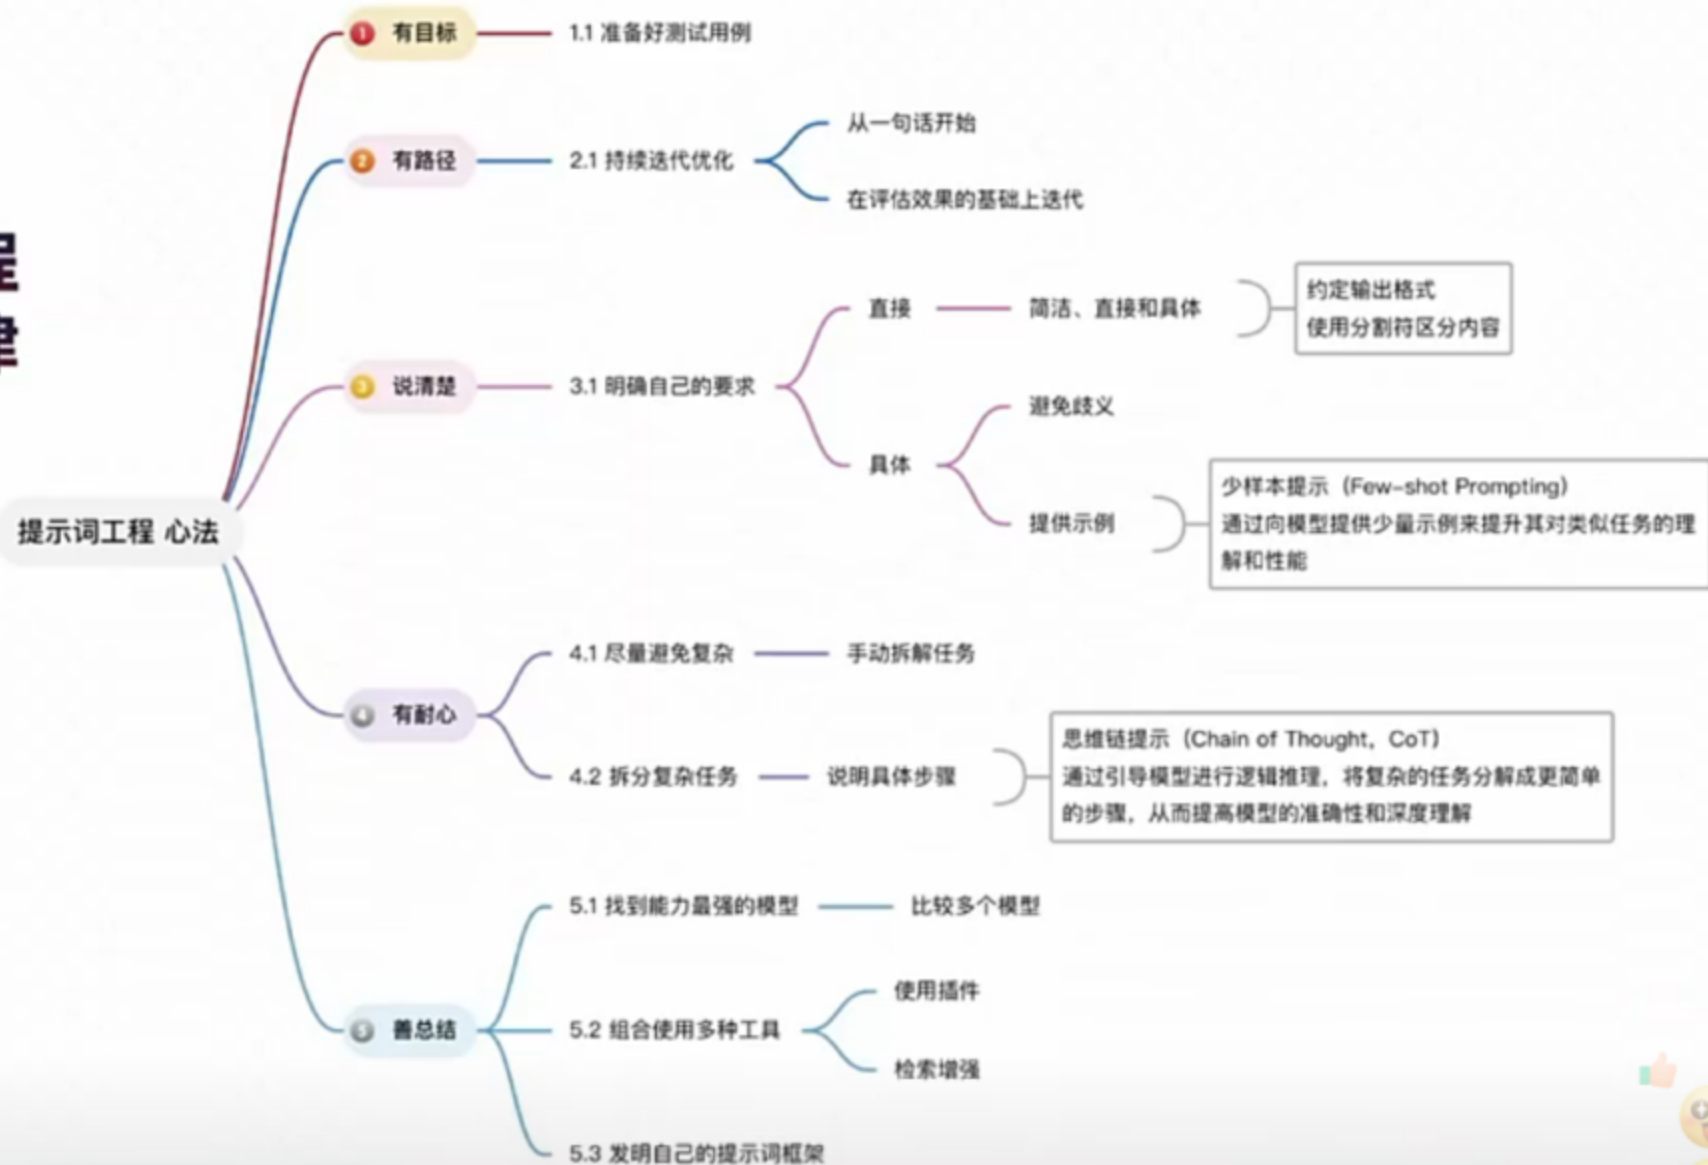 程
律
提示词工程 心法
1 有目标
1.1 准备好测试用例
2 有路径
2.1 持续迭代优化
从一句话开始
在评估效果的基础上迭代
3 说清楚
3.1 明确自己的要求
直接
简洁、直接和具体
约定输出格式
使用分割符区分内容
具体
避免歧义
提供示例
少样本提示（Few-shot Prompting）
通过向模型提供少量示例来提升其对类似任务的理
解和性能
4 有耐心
4.1 尽量避免复杂
手动拆解任务
4.2 拆分复杂任务
说明具体步骤
思维链提示（Chain of Thought，CoT）
通过引导模型进行逻辑推理，将复杂的任务分解成更简单
的步骤，从而提高模型的准确性和深度理解
5 善总结
5.1 找到能力最强的模型
比较多个模型
5.2 组合使用多种工具
使用插件
检索增强
5.3 发明自己的提示词框架